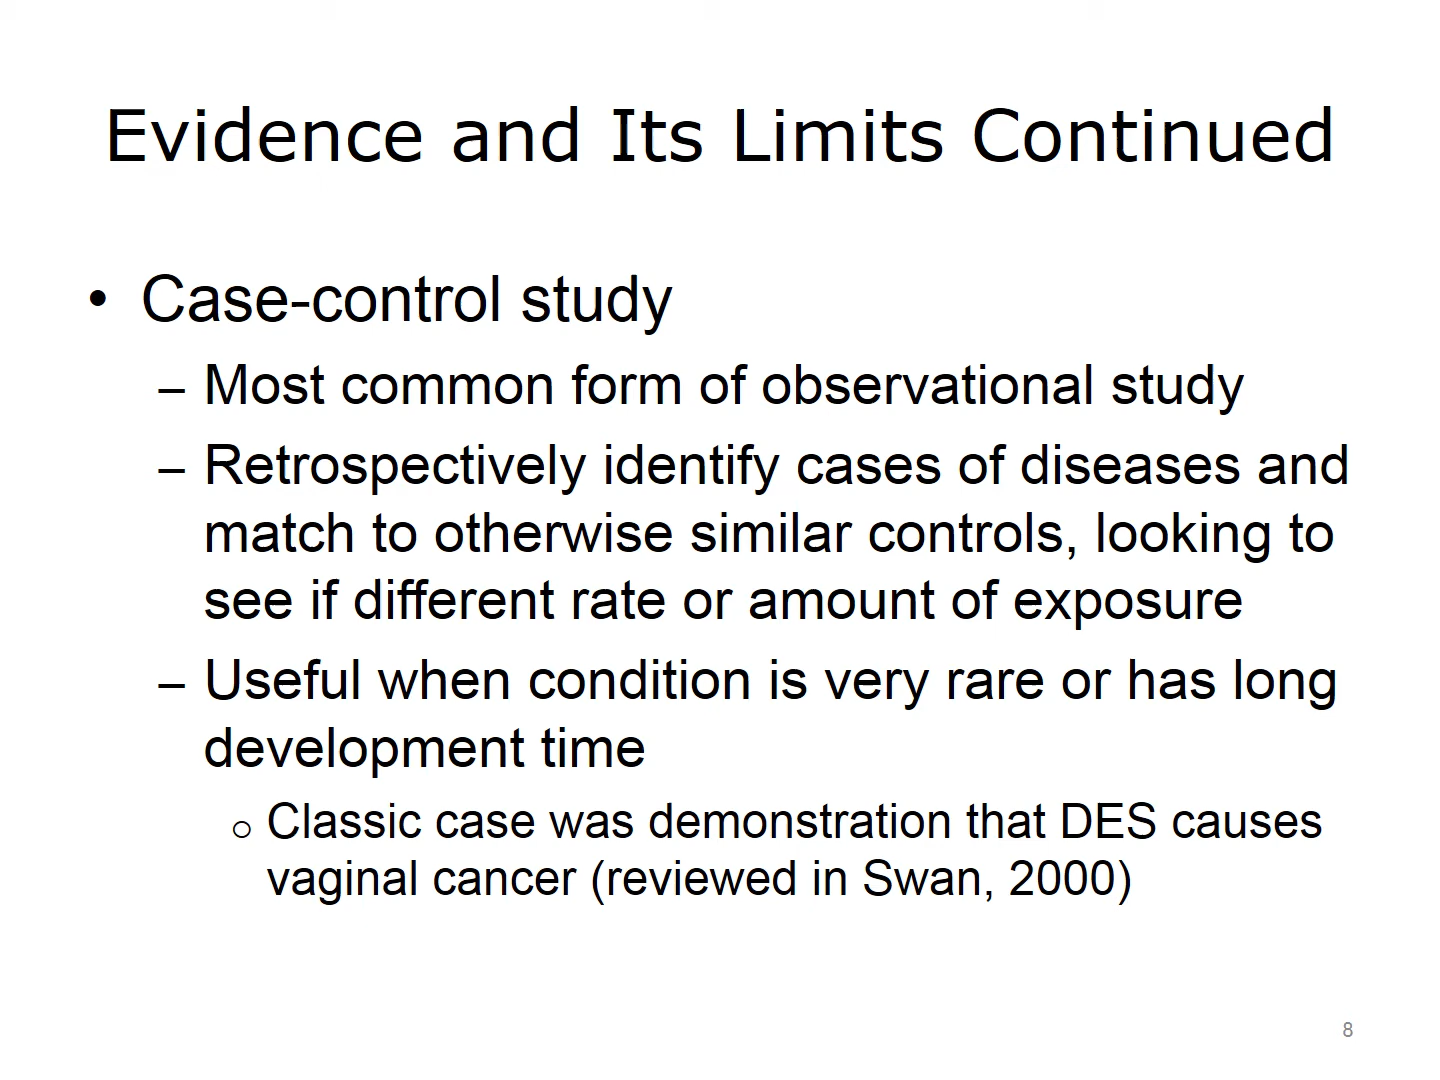 Evidence and Its Limits Continued
• Case-control study
– Most common form of observational study
– Retrospectively identify cases of diseases and
match to otherwise similar controls, looking to
see if different rate or amount of exposure
– Useful when condition is very rare or has long
development time
○ Classic case was demonstration that DES causes
vaginal cancer (reviewed in Swan, 2000)
8